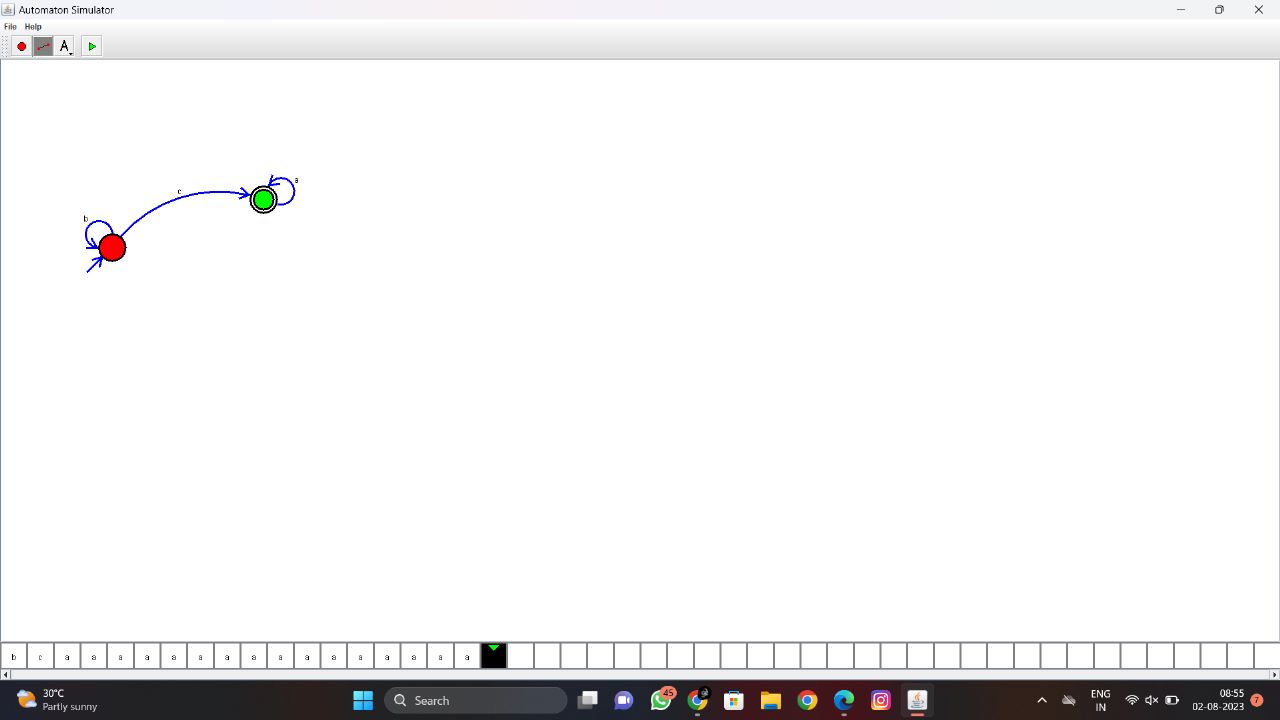 Automaton Simulator
File Help
A
c
a
b
b c a a a a a a a a a a a a a a a a
30°C
Partly sunny
Search
45
ENG
IN
08:55
02-08-2023
7